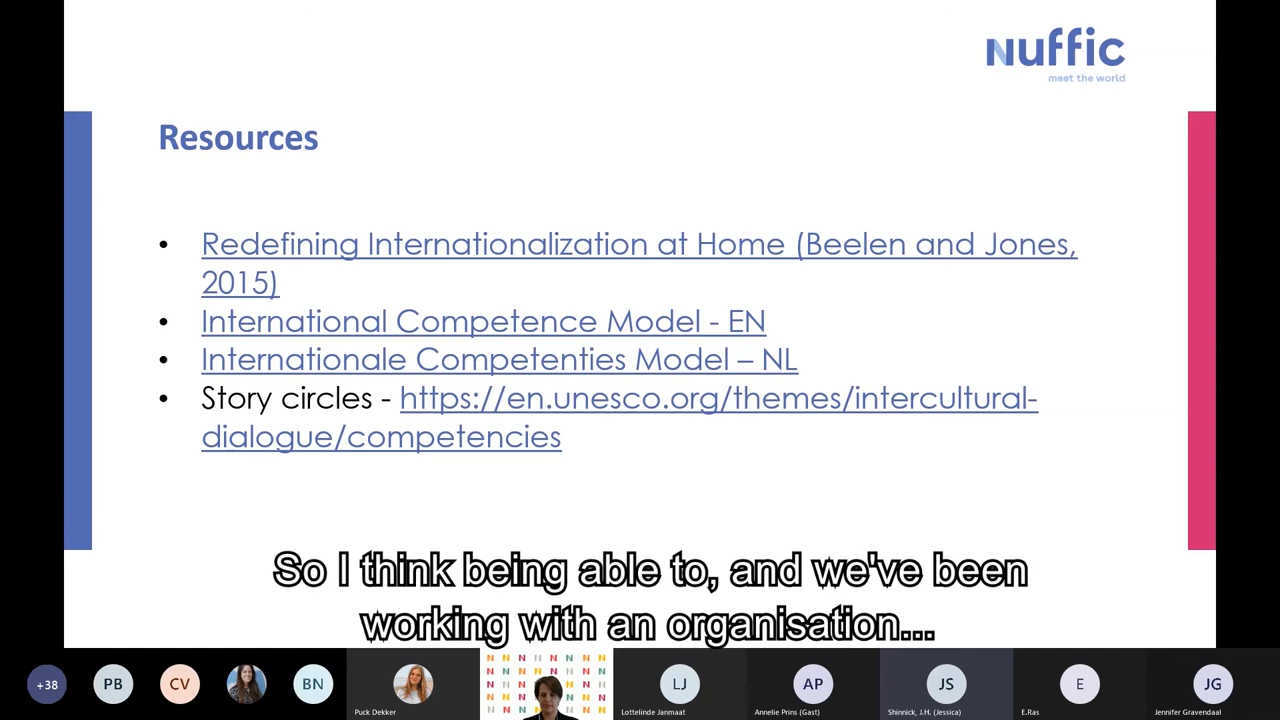 Nuffic
meet the world
Resources
• Redefining Internationalization at Home (Beelen and Jones,
2015)
• International Competence Model - EN
• Internationale Competenties Model – NL
• Story circles - https://en.unesco.org/themes/intercultural-
dialogue/competencies
So I think being able to, and we've been
working with an organisation...
+38
PB
CV
BN
Puck Dekker
LJ
Lottelinde Janmaat
AP
Annelie Prins (Gast)
JS
Shinnick, J.H. (Jessica)
E
E.Ras
JG
Jennifer Gravendaal